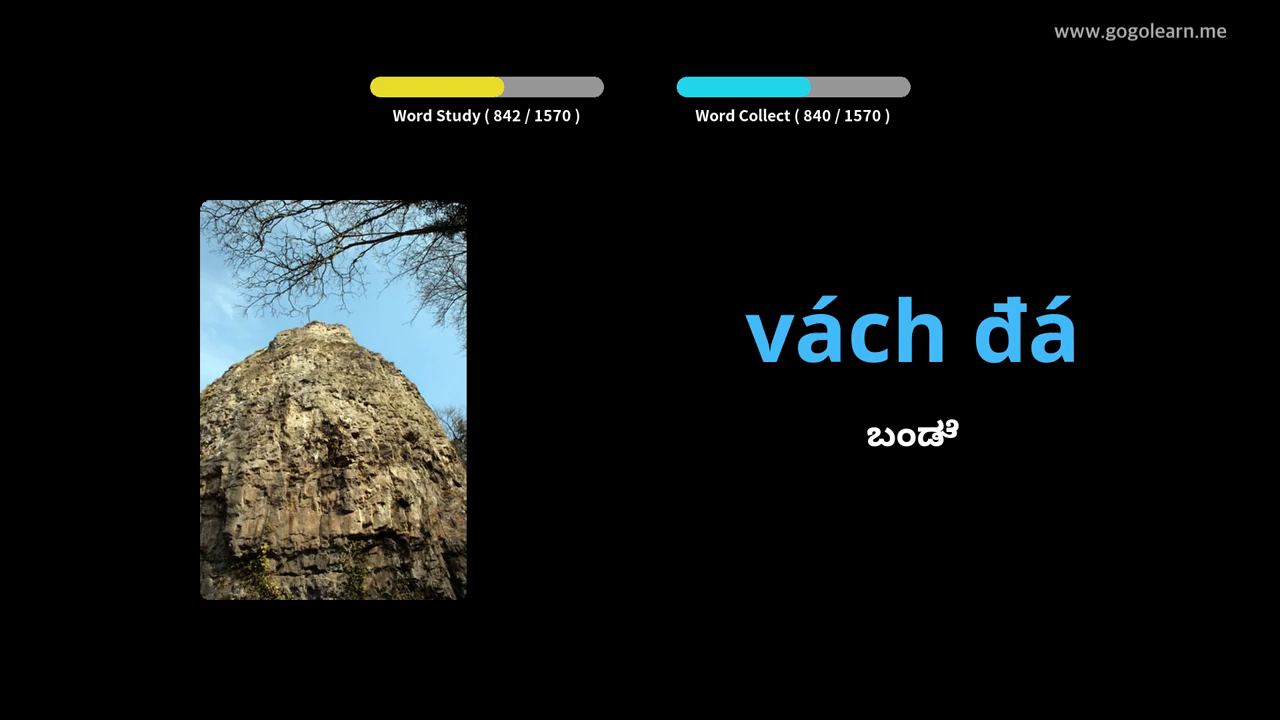 www.gogolearn.me
Word Study ( 842 / 1570 )
Word Collect ( 840 / 1570 )
vách đá
ಬಂಡೆ